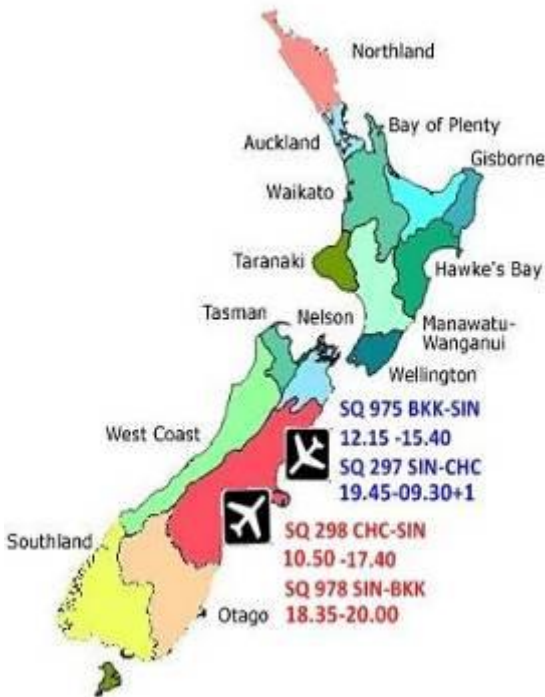 Northland
Auckland
Bay of Plenty
Gisborne
Waikato
Taranaki
Hawke's Bay
Tasman
Nelson
Manawatu-
Wanganui
Wellington
SQ 975 BKK-SIN
12.15 -15.40
SQ 297 SIN-CHC
19.45-09.30+1
West Coast
SQ 298 CHC-SIN
10.50 -17.40
SQ 978 SIN-BKK
18.35-20.00
Southland
Otago